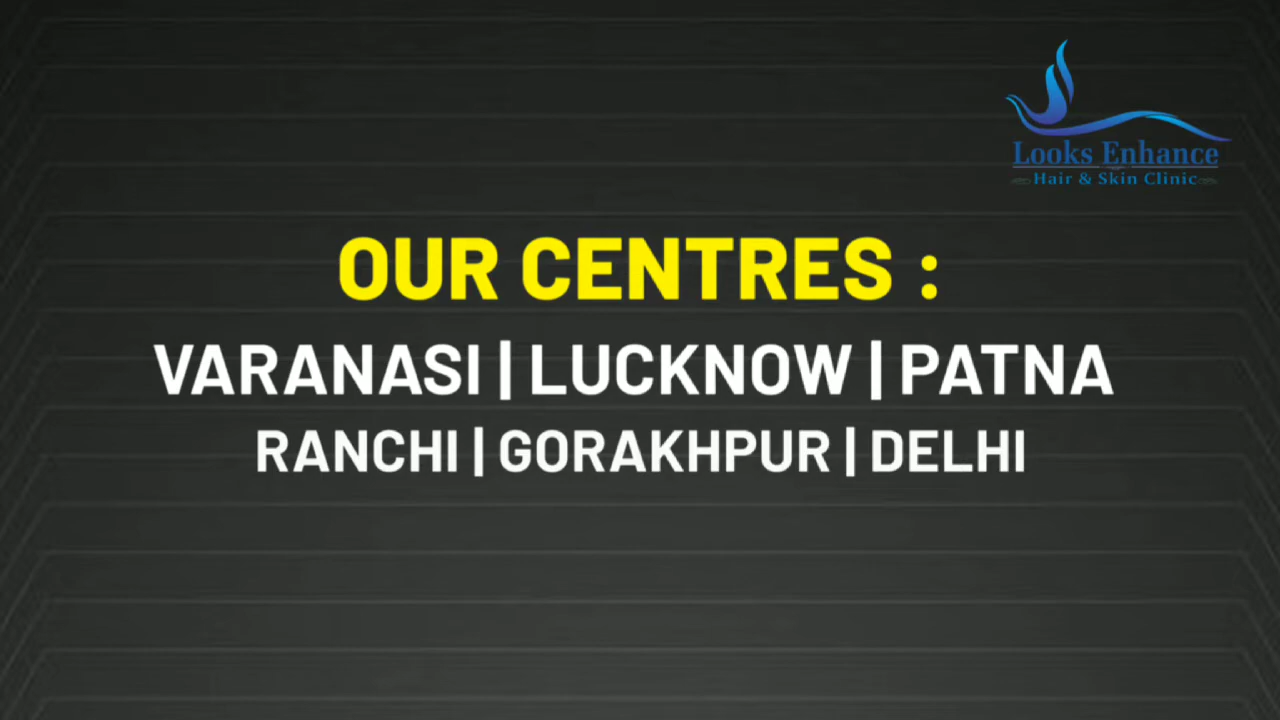 Looks Enhance
Hair & Skin Clinic
OUR CENTRES :
VARANASI | LUCKNOW | PATNA
RANCHI | GORAKHPUR | DELHI